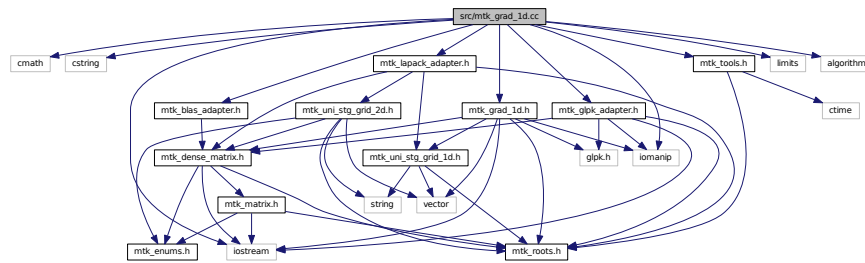 src/mtk_grad_1d.cc
cmath
cstring
mtk_lapack_adapter.h
mtk_tools.h
limits
algorithm
mtk_blas_adapter.h
mtk_uni_stg_grid_2d.h
mtk_grad_1d.h
mtk_glpk_adapter.h
ctime
mtk_dense_matrix.h
mtk_uni_stg_grid_1d.h
glpk.h
iomanip
mtk_matrix.h
string
vector
mtk_enums.h
iostream
mtk_roots.h